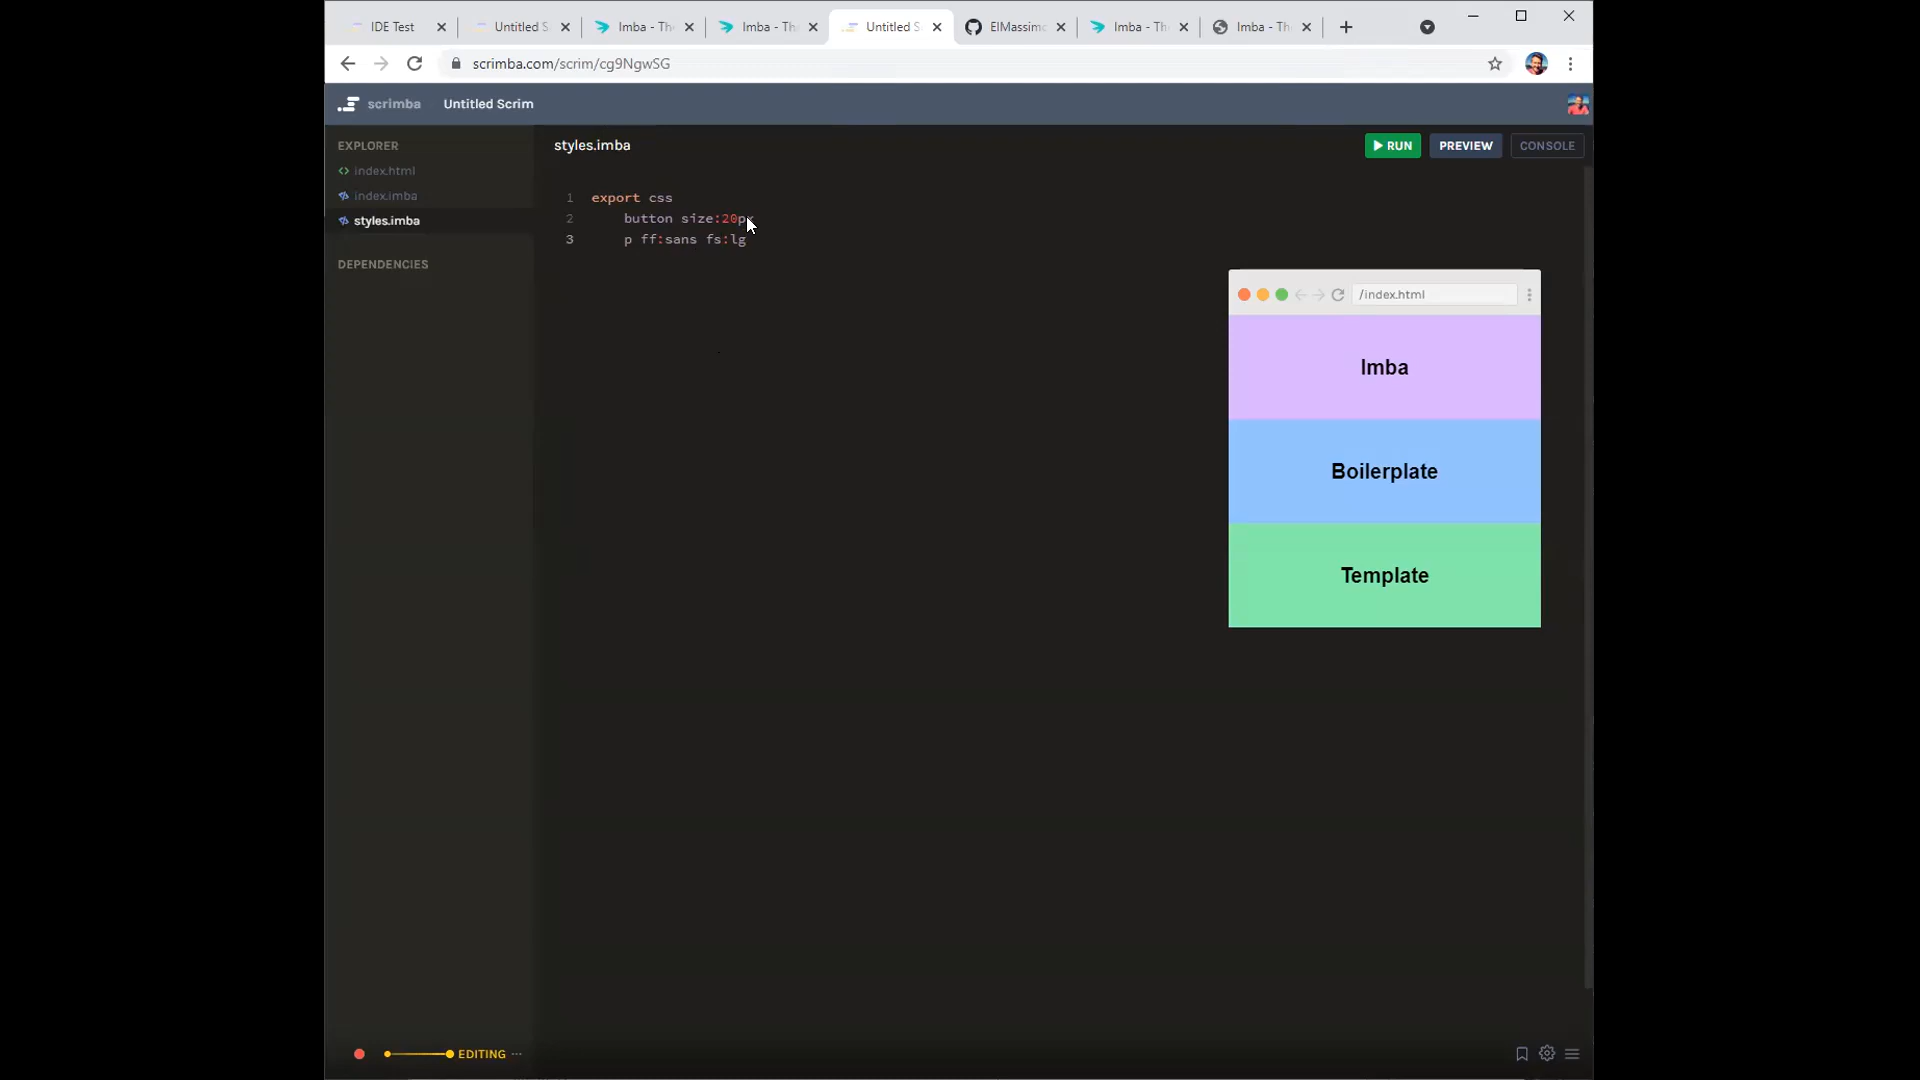 IDE Test
Untitled S
Imba - Th
Imba - Th
Untitled S
ElMassimo
Imba - Th
Imba - The
scrimba.com/scrim/cg9NgwSG
scrimba
Untitled Scrim
EXPLORER
index.html
index.imba
styles.imba
DEPENDENCIES
styles.imba
RUN
PREVIEW
CONSOLE
1 export css
2 button size:20px
3 p ff:sans fs:lg
/index.html
Imba
Boilerplate
Template
EDITING ...